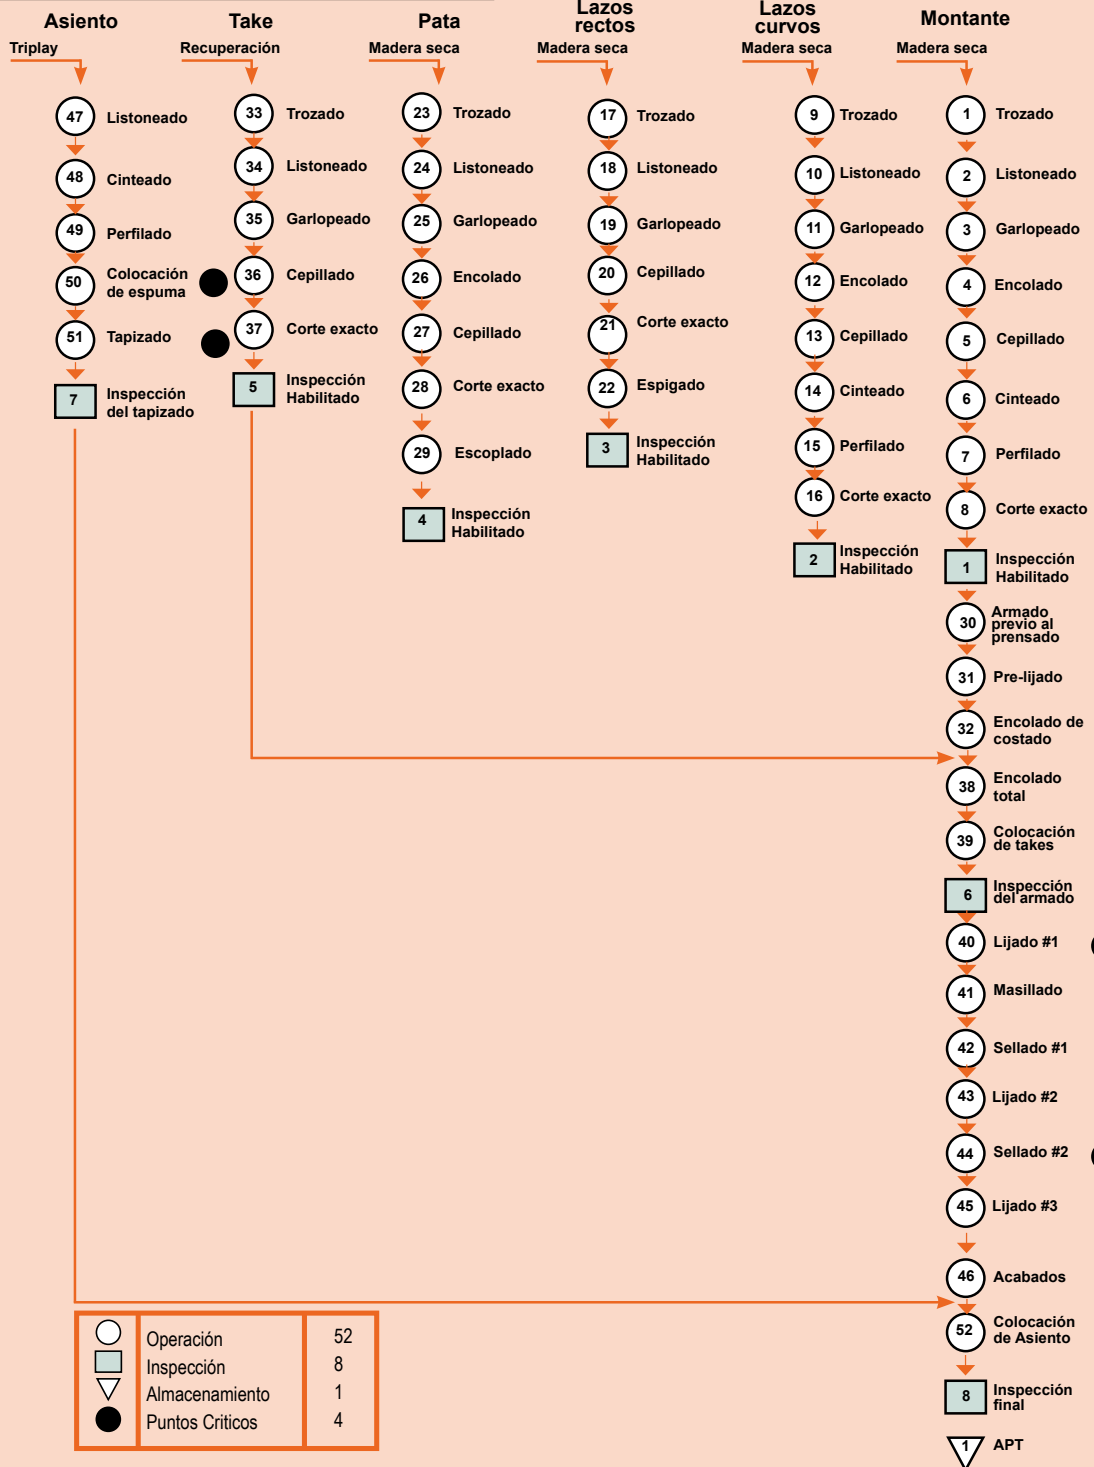 Asiento
Triplay
47 Listoneado
48 Cinteado
49 Perfilado
50 Colocación
de espuma
51 Tapizado
7 Inspección
del tapizado
Take
Recuperación
33 Trozado
34 Listoneado
35 Garlopeado
36 Cepillado
37 Corte exacto
5 Inspección
Habilitado
Pata
Madera seca
23 Trozado
24 Listoneado
25 Garlopeado
26 Encolado
27 Cepillado
28 Corte exacto
29 Escoplado
4 Inspección
Habilitado
Lazos
rectos
Madera seca
17 Trozado
18 Listoneado
19 Garlopeado
20 Cepillado
21 Corte exacto
22 Espigado
3 Inspección
Habilitado
Lazos
curvos
Madera seca
9 Trozado
10 Listoneado
11 Garlopeado
12 Encolado
13 Cepillado
14 Cinteado
15 Perfilado
16 Corte exacto
2 Inspección
Habilitado
Montante
Madera seca
1 Trozado
2 Listoneado
3 Garlopeado
4 Encolado
5 Cepillado
6 Cinteado
7 Perfilado
8 Corte exacto
1 Inspección
Habilitado
30 Armado
previo al
prensado
31 Pre-lijado
32 Encolado de
costado
38 Encolado
total
39 Colocación
de takes
6 Inspección
del armado
40 Lijado #1
41 Masillado
42 Sellado #1
43 Lijado #2
44 Sellado #2
45 Lijado #3
46 Acabados
52 Colocación
de Asiento
8 Inspección
final
1 APT
Operación 52
Inspección 8
Almacenamiento 1
Puntos Criticos 4